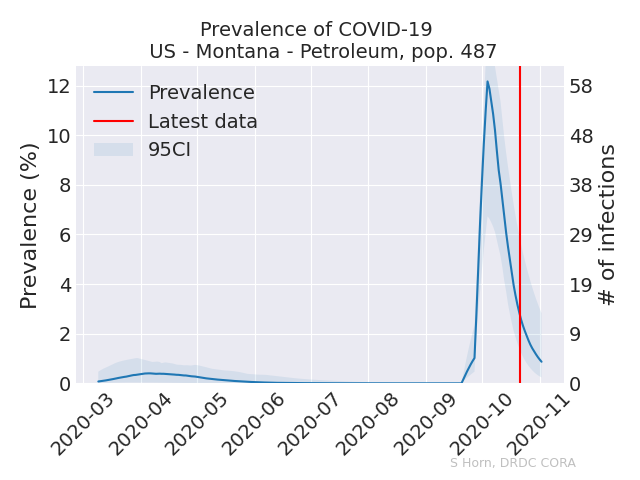 Prevalence of COVID-19
US - Montana - Petroleum, pop. 487
Prevalence (%)
12
10
8
6
4
2
0
Prevalence
Latest data
95CI
58
48
38
29
19
9
0
# of infections
2020-03
2020-04
2020-05
2020-06
2020-07
2020-08
2020-09
2020-10
2020-11
S Horn, DRDC CORA